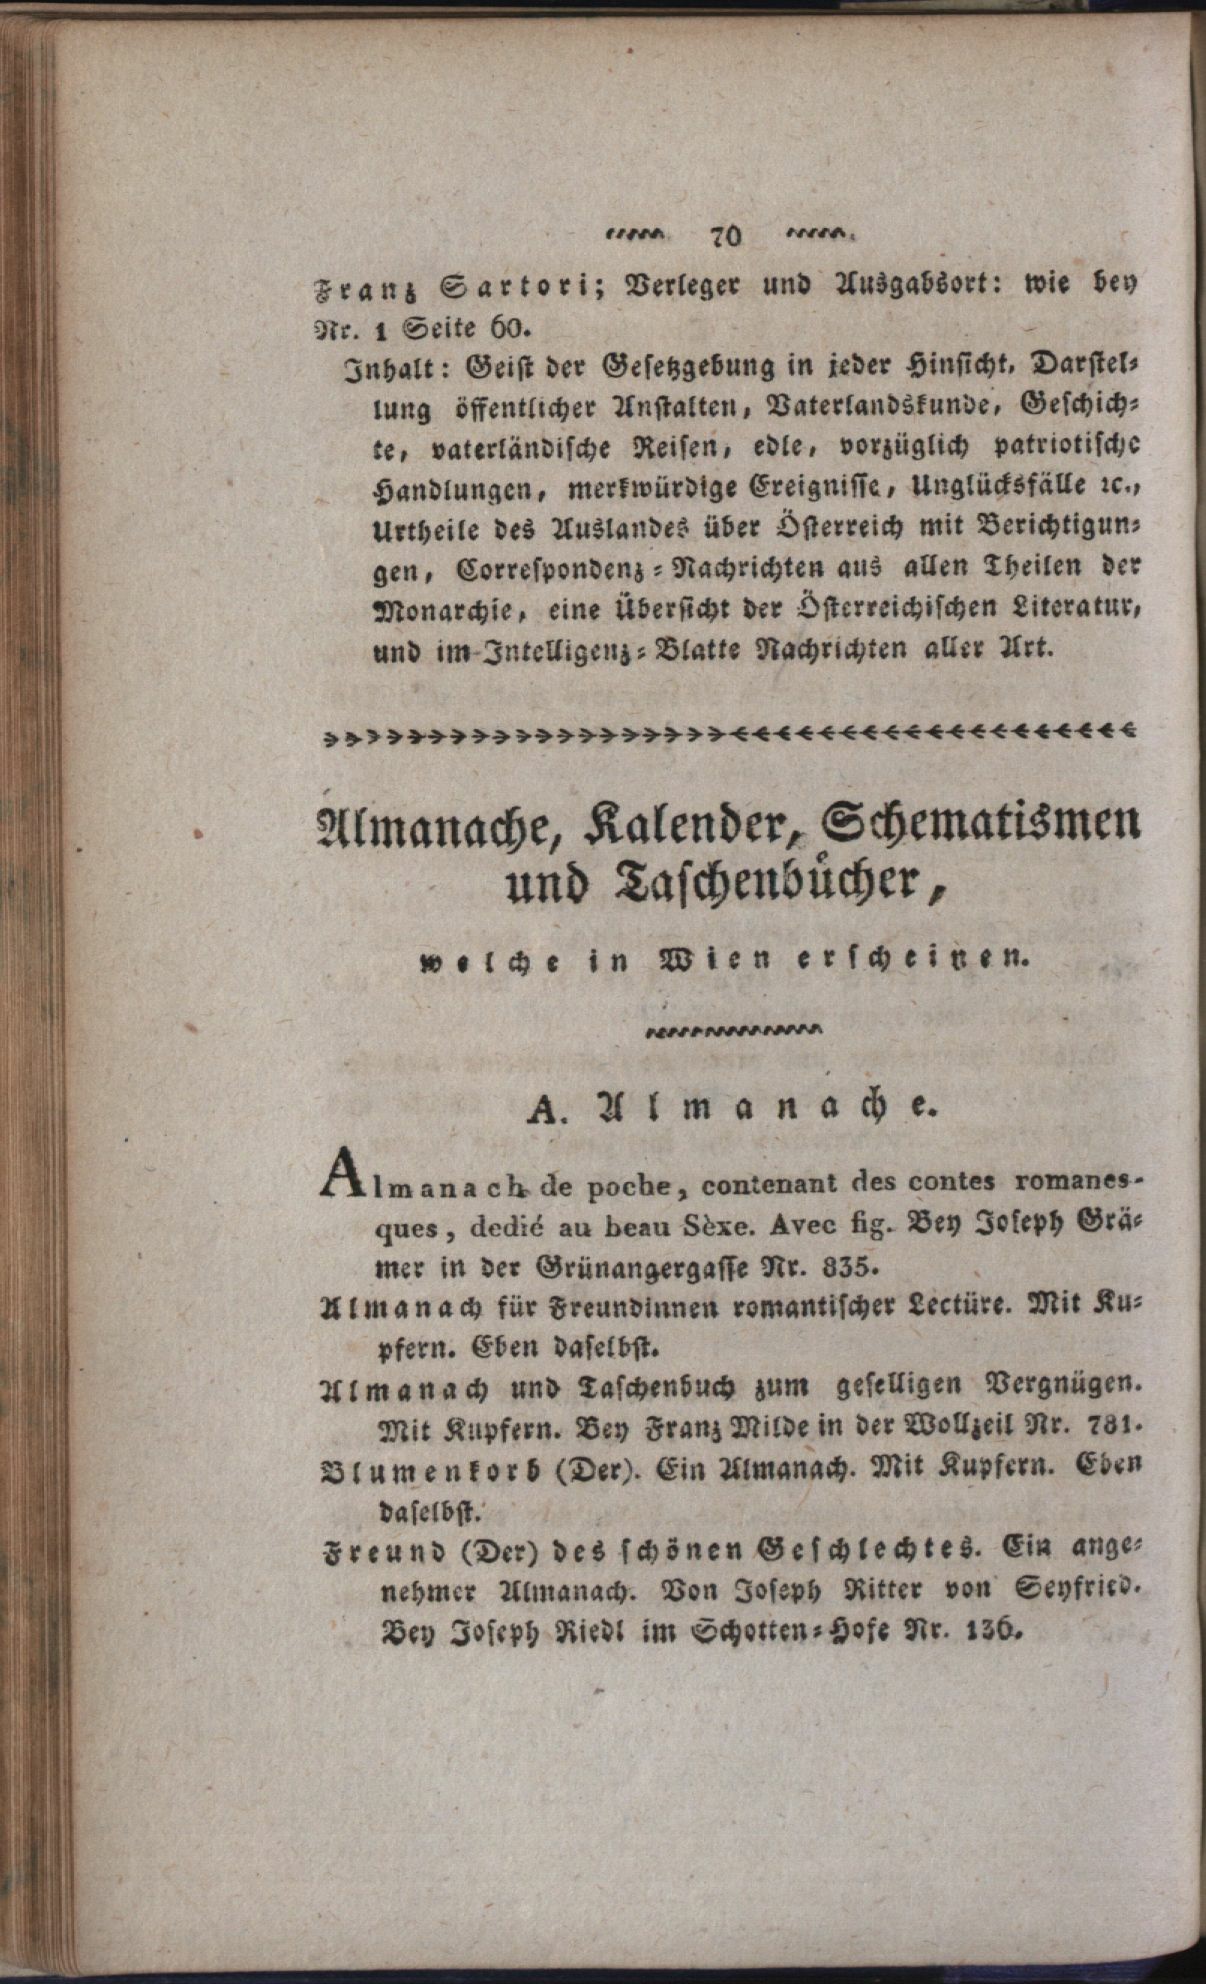 70
Franz Sartori; Verleger und Ausgabsort: wie bey
Nr. 1 Seite 60.
Inhalt: Geist der Gesetzgebung in jeder Hinsicht, Darstel-
lung öffentlicher Anstalten, Vaterlandskunde, Geschich-
te, vaterländische Reisen, edle, vorzüglich patriotische
Handlungen, merkwürdige Ereignisse, Unglücksfälle ꝛc.,
Urtheile des Auslandes über Österreich mit Berichtigun-
gen, Correspondenz-Nachrichten aus allen Theilen der
Monarchie, eine Übersicht der Österreichischen Literatur,
und im Intelligenz-Blatte Nachrichten aller Art.
Almanache, Kalender, Schematismen
und Taschenbücher,
welche in Wien erscheinen.
A. Almanache.
Almanach de poche, contenant des contes romanes-
ques, dedié au beau Sèxe. Avec fig. Bey Joseph Grä-
mer in der Grünangergasse Nr. 835.
Almanach für Freundinnen romantischer Lectüre. Mit Ku-
pfern. Eben daselbst.
Almanach und Taschenbuch zum geselligen Vergnügen.
Mit Kupfern. Bey Franz Milde in der Wollzeil Nr. 781.
Blumenkorb (Der). Ein Almanach. Mit Kupfern. Eben
daselbst.
Freund (Der) des schönen Geschlechtes. Ein ange-
nehmer Almanach. Von Joseph Ritter von Seyfried.
Bey Joseph Riedl im Schotten-Hofe Nr. 136.